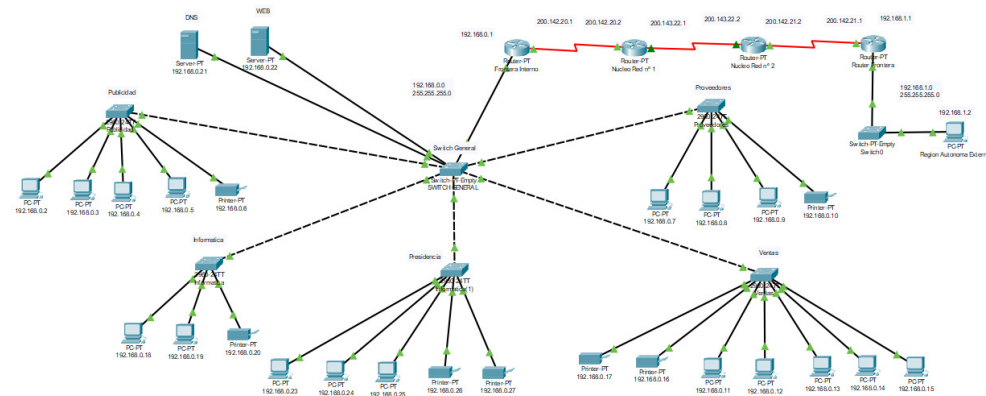 DNS
WEB
Server-PT
192.168.0.21
Server-PT
192.168.0.22
192.168.0.1
200.142.20.1
200.142.20.2
200.143.22.1
200.143.22.2
200.142.21.2
200.142.21.1
192.168.1.1
Router-PT
Frontera Interno
Router-PT
Nucleo Red nº 1
Router-PT
Nucleo Red nº 2
Router-PT
Router Frontera
192.168.0.0
255.255.255.0
192.168.1.0
255.255.255.0
192.168.1.2
Switch-PT-Empty
Switch0
PC-PT
Region Autonoma Extern
Publicidad
Publicidad
PC-PT
192.168.0.2
PC-PT
192.168.0.3
PC-PT
192.168.0.4
PC-PT
192.168.0.5
Printer-PT
192.168.0.6
Switch General
Switch-PT-Empty
SWITCH GENERAL
Proveedores
Proveedores
PC-PT
192.168.0.7
PC-PT
192.168.0.8
PC-PT
192.168.0.9
Printer-PT
192.168.0.10
Informatica
Informatica
PC-PT
PC-PT
192.168.0.19
Printer-PT
192.168.0.20
Presidencia
PC-PT
192.168.0.23
PC-PT
192.168.0.24
PC-PT
192.168.0.25
Printer-PT
192.168.0.26
Printer-PT
192.168.0.27
Ventas
Ventas
Printer-PT
192.168.0.17
Printer-PT
192.168.0.16
PC-PT
192.168.0.11
PC-PT
192.168.0.12
PC-PT
192.168.0.13
PC-PT
192.168.0.14
PC-PT
192.168.0.15